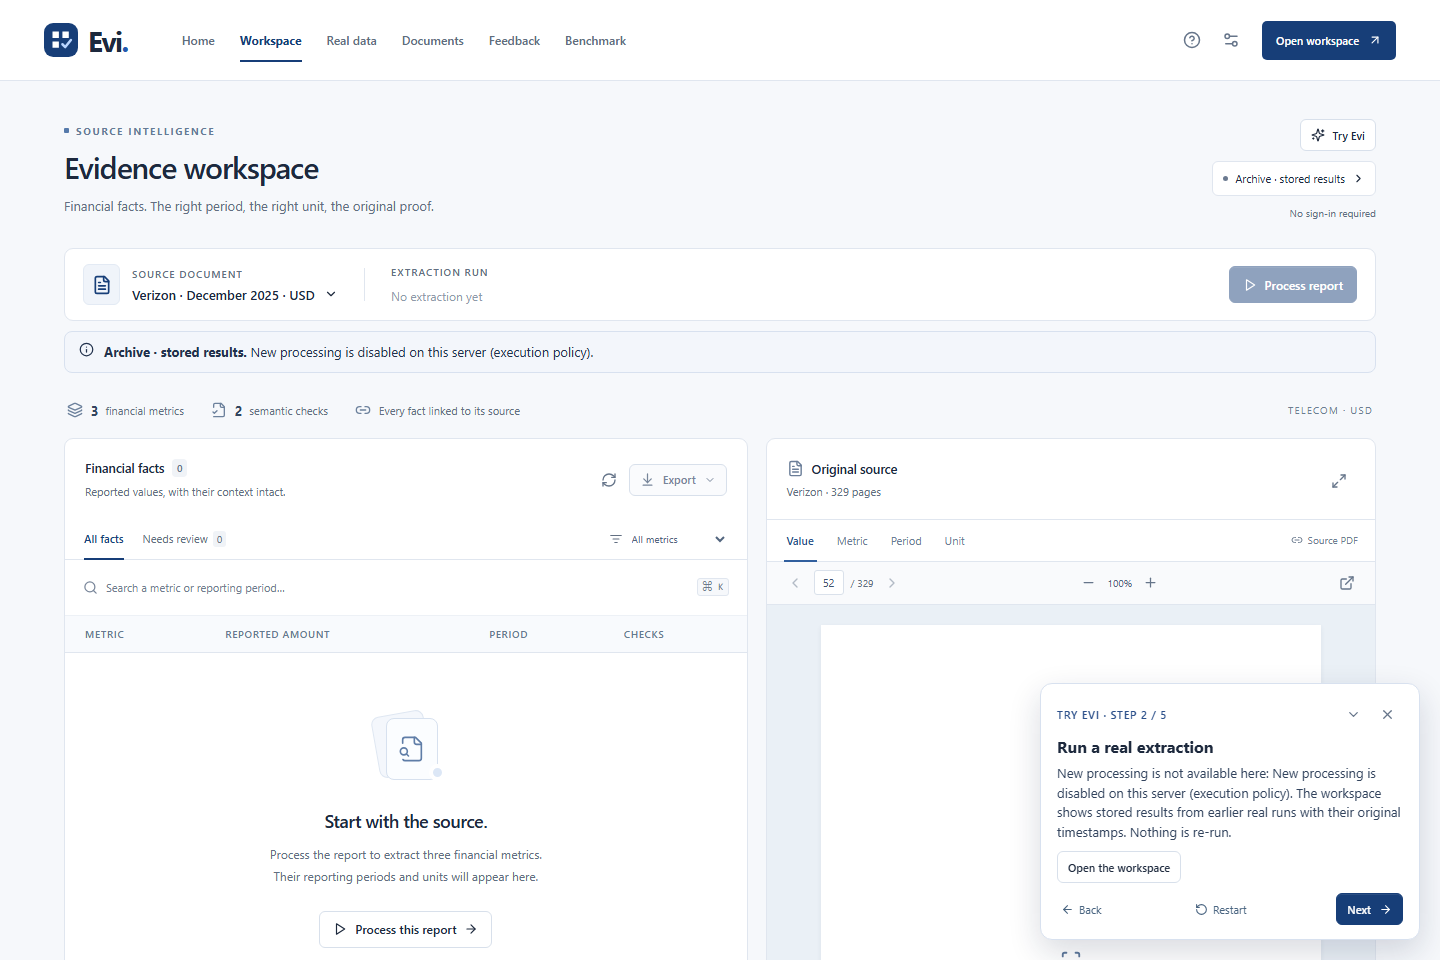 Evi.
Home
Workspace
Real data
Documents
Feedback
Benchmark
Open workspace
SOURCE INTELLIGENCE
Evidence workspace
Financial facts. The right period, the right unit, the original proof.
Try Evi
Archive · stored results
No sign-in required
SOURCE DOCUMENT
Verizon · December 2025 · USD
EXTRACTION RUN
No extraction yet
Process report
Archive · stored results. New processing is disabled on this server (execution policy).
3 financial metrics
2 semantic checks
Every fact linked to its source
TELECOM · USD
Financial facts 0
Reported values, with their context intact.
Export
All facts
Needs review 0
All metrics
Search a metric or reporting period...
⌘ K
METRIC
REPORTED AMOUNT
PERIOD
CHECKS
Start with the source.
Process the report to extract three financial metrics.
Their reporting periods and units will appear here.
Process this report
Original source
Verizon · 329 pages
Value
Metric
Period
Unit
Source PDF
52 / 329
100%
TRY EVI · STEP 2 / 5
Run a real extraction
New processing is not available here: New processing is
disabled on this server (execution policy). The workspace
shows stored results from earlier real runs with their original
timestamps. Nothing is re-run.
Open the workspace
Back
Restart
Next